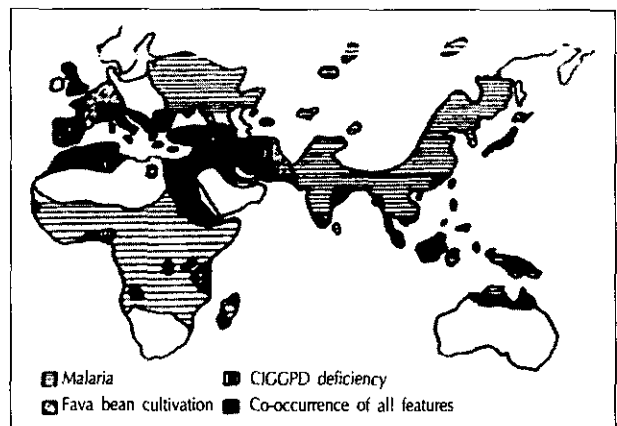 Malaria CIGGPD deficiency
Fava bean cultivation Co-occurrence of all features